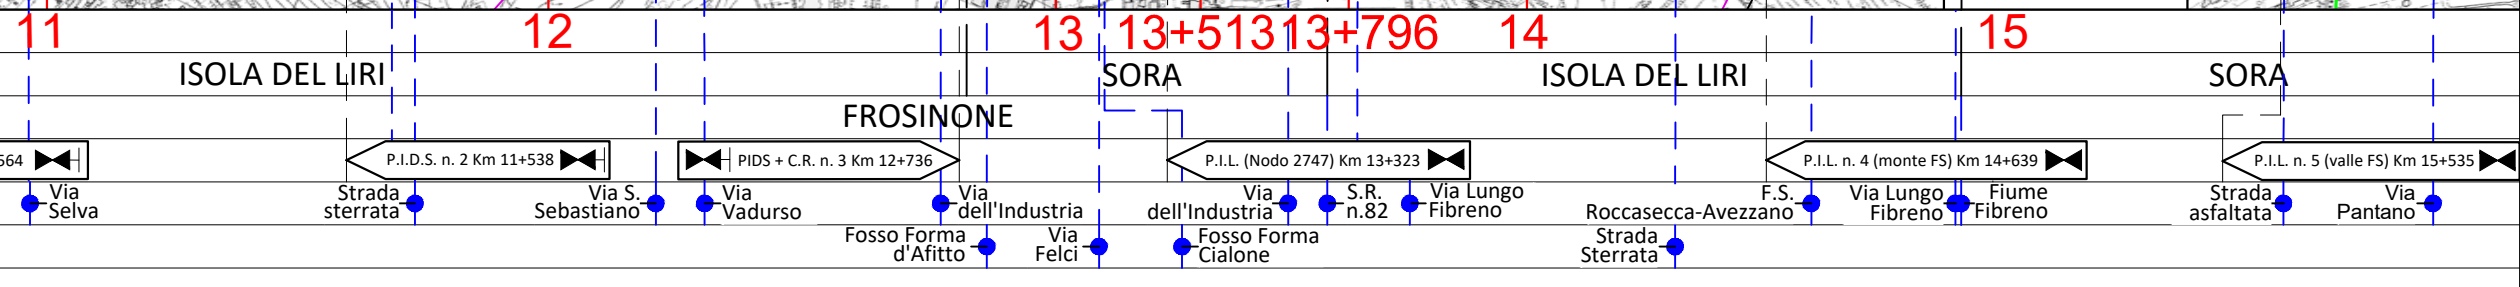 11 12 13 13+513 13+796 14 15
ISOLA DEL LIRI SORA ISOLA DEL LIRI SORA
FROSINONE
564 P.I.D.S. n. 2 Km 11+538 PIDS + C.R. n. 3 Km 12+736 P.I.L. (Nodo 2747) Km 13+323 P.I.L. n. 4 (monte FS) Km 14+639 P.I.L. n. 5 (valle FS) Km 15+535
Via
Selva
Strada
sterrata
Via S.
Sebastiano
Via
Vadurso
Via
dell'Industria
Via
dell'Industria
S.R.
n.82
Via Lungo
Fibreno
F.S.
Roccasecca-Avezzano
Via Lungo
Fibreno
Fiume
Fibreno
Strada
asfaltata
Via
Pantano
Fosso Forma
d'Afitto
Via
Felci
Fosso Forma
Cialone
Strada
Sterrata